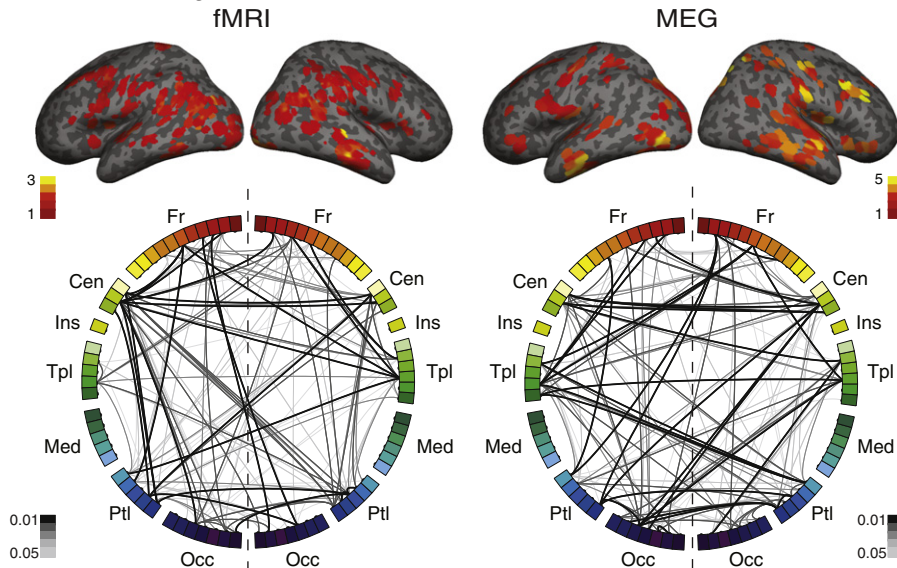 fMRI
MEG
3
1
5
1
Fr
Fr
Fr
Fr
Cen
Cen
Cen
Cen
Ins
Ins
Ins
Ins
Tpl
Tpl
Tpl
Tpl
Med
Med
Med
Med
Ptl
Ptl
Ptl
Ptl
0.01
0.05
0.01
0.05
Occ
Occ
Occ
Occ